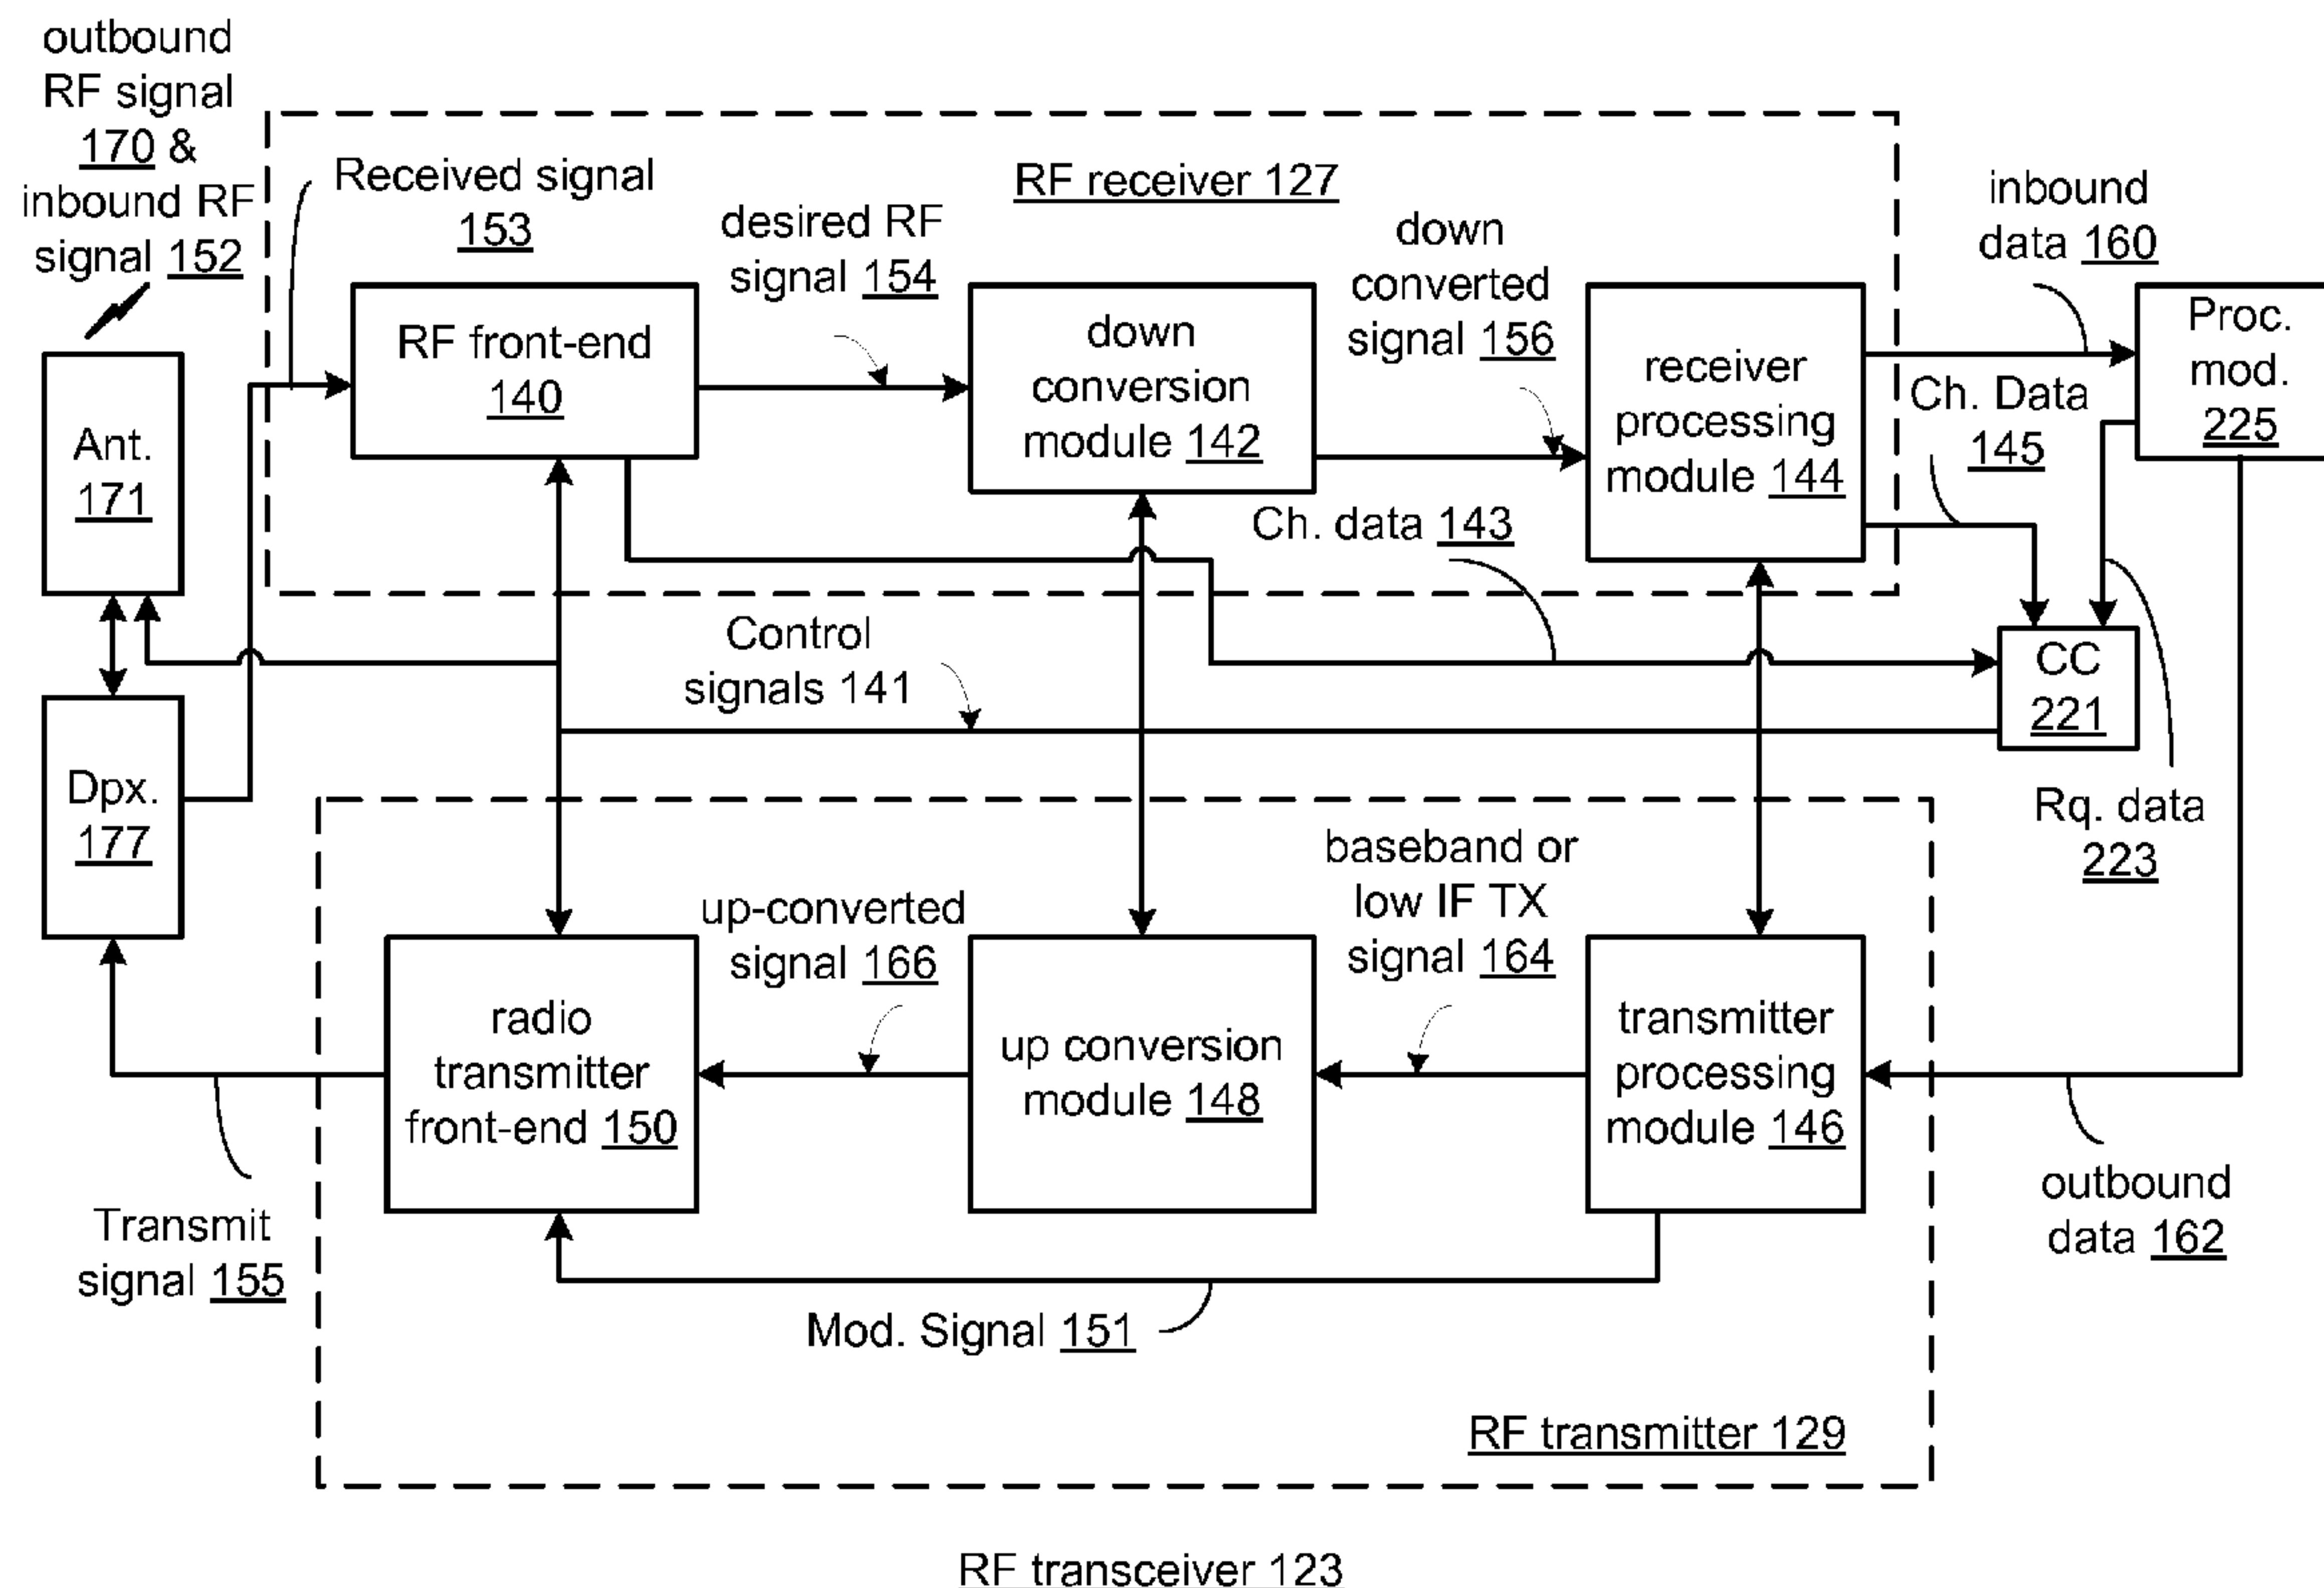 outbound
RF signal
170 &
inbound RF
signal 152
Received signal
153
RF receiver 127
desired RF
signal 154
down
converted
signal 156
inbound
data 160
RF front-end
140
down
conversion
module 142
receiver
processing
module 144
Proc.
mod.
225
Ch. Data
145
Ant.
171
Ch. data 143
Control
signals 141
CC
221
Dpx.
177
Rq. data
223
up-converted
signal 166
baseband or
low IF TX
signal 164
radio
transmitter
front-end 150
up conversion
module 148
transmitter
processing
module 146
Transmit
signal 155
outbound
data 162
Mod. Signal 151
RF transmitter 129
RF transceiver 123